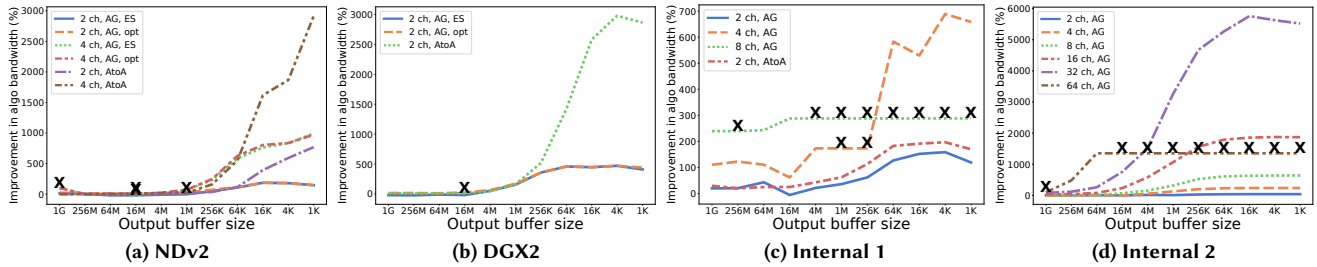 Improvement in algo bandwidth (%)
3000
2500
2000
1500
1000
500
0
2 ch, AG, ES
2 ch, AG, opt
4 ch, AG, ES
4 ch, AG, opt
2 ch, AtoA
4 ch, AtoA
X X X X
1G 256M 64M 16M 4M 1M 256K 64K 16K 4K 1K
Output buffer size
(a) NDv2
Improvement in algo bandwidth (%)
3000
2500
2000
1500
1000
500
0
2 ch, AG, ES
2 ch, AG, opt
2 ch, AtoA
X
1G 256M 64M 16M 4M 1M 256K 64K 16K 4K 1K
Output buffer size
(b) DGX2
Improvement in algo bandwidth (%)
700
600
500
400
300
200
100
0
2 ch, AG
4 ch, AG
8 ch, AG
2 ch, AtoA
X X X X X X X X
X X
1G 256M 64M 16M 4M 1M 256K 64K 16K 4K 1K
Output buffer size
(c) Internal 1
Improvement in algo bandwidth (%)
6000
5000
4000
3000
2000
1000
0
2 ch, AG
4 ch, AG
8 ch, AG
16 ch, AG
32 ch, AG
64 ch, AG
X X X X X X X X
X
1G 256M 64M 16M 4M 1M 256K 64K 16K 4K 1K
Output buffer size
(d) Internal 2